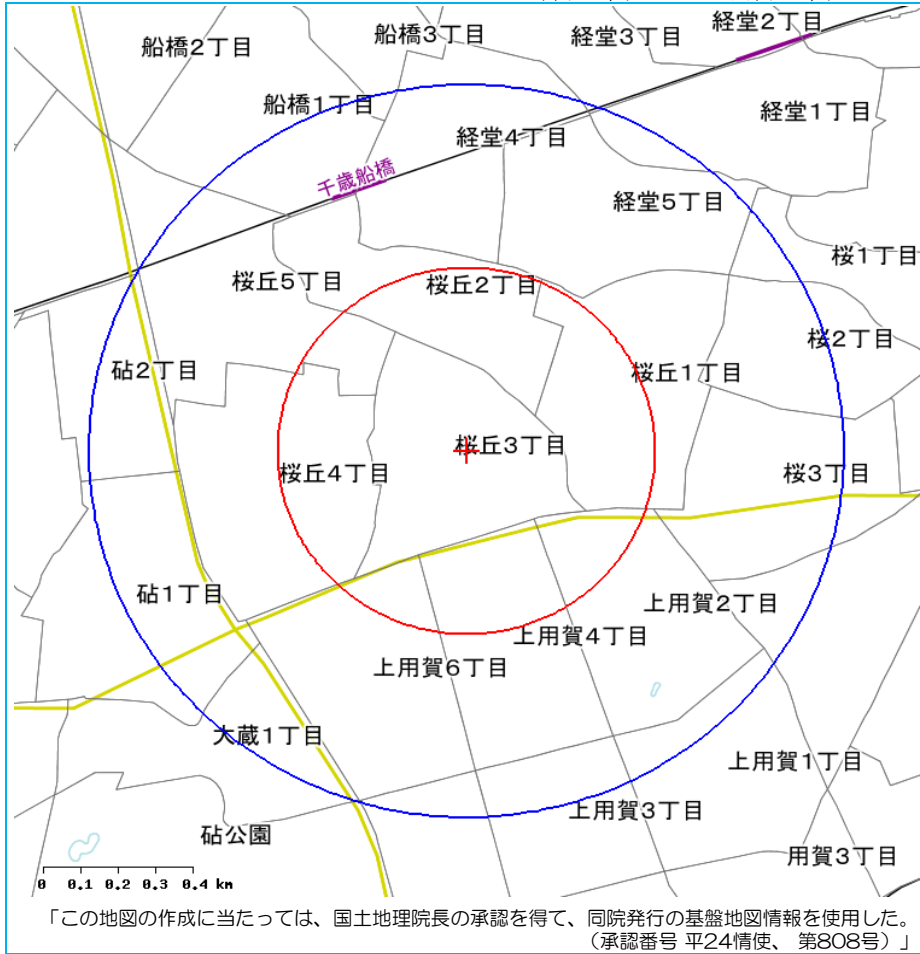 船橋2丁目
船橋3丁目
経堂3丁目
経堂2丁目
船橋1丁目
経堂4丁目
経堂1丁目
千歳船橋
経堂5丁目
桜1丁目
桜丘5丁目
桜丘2丁目
桜2丁目
砧2丁目
桜丘1丁目
桜丘3丁目
桜丘4丁目
桜3丁目
砧1丁目
上用賀2丁目
上用賀4丁目
上用賀6丁目
大蔵1丁目
上用賀1丁目
上用賀3丁目
砧公園
用賀3丁目
0 0.1 0.2 0.3 0.4 km
「この地図の作成に当たっては、国土地理院長の承認を得て、同院発行の基盤地図情報を使用した。
（承認番号 平24情使、 第808号）」